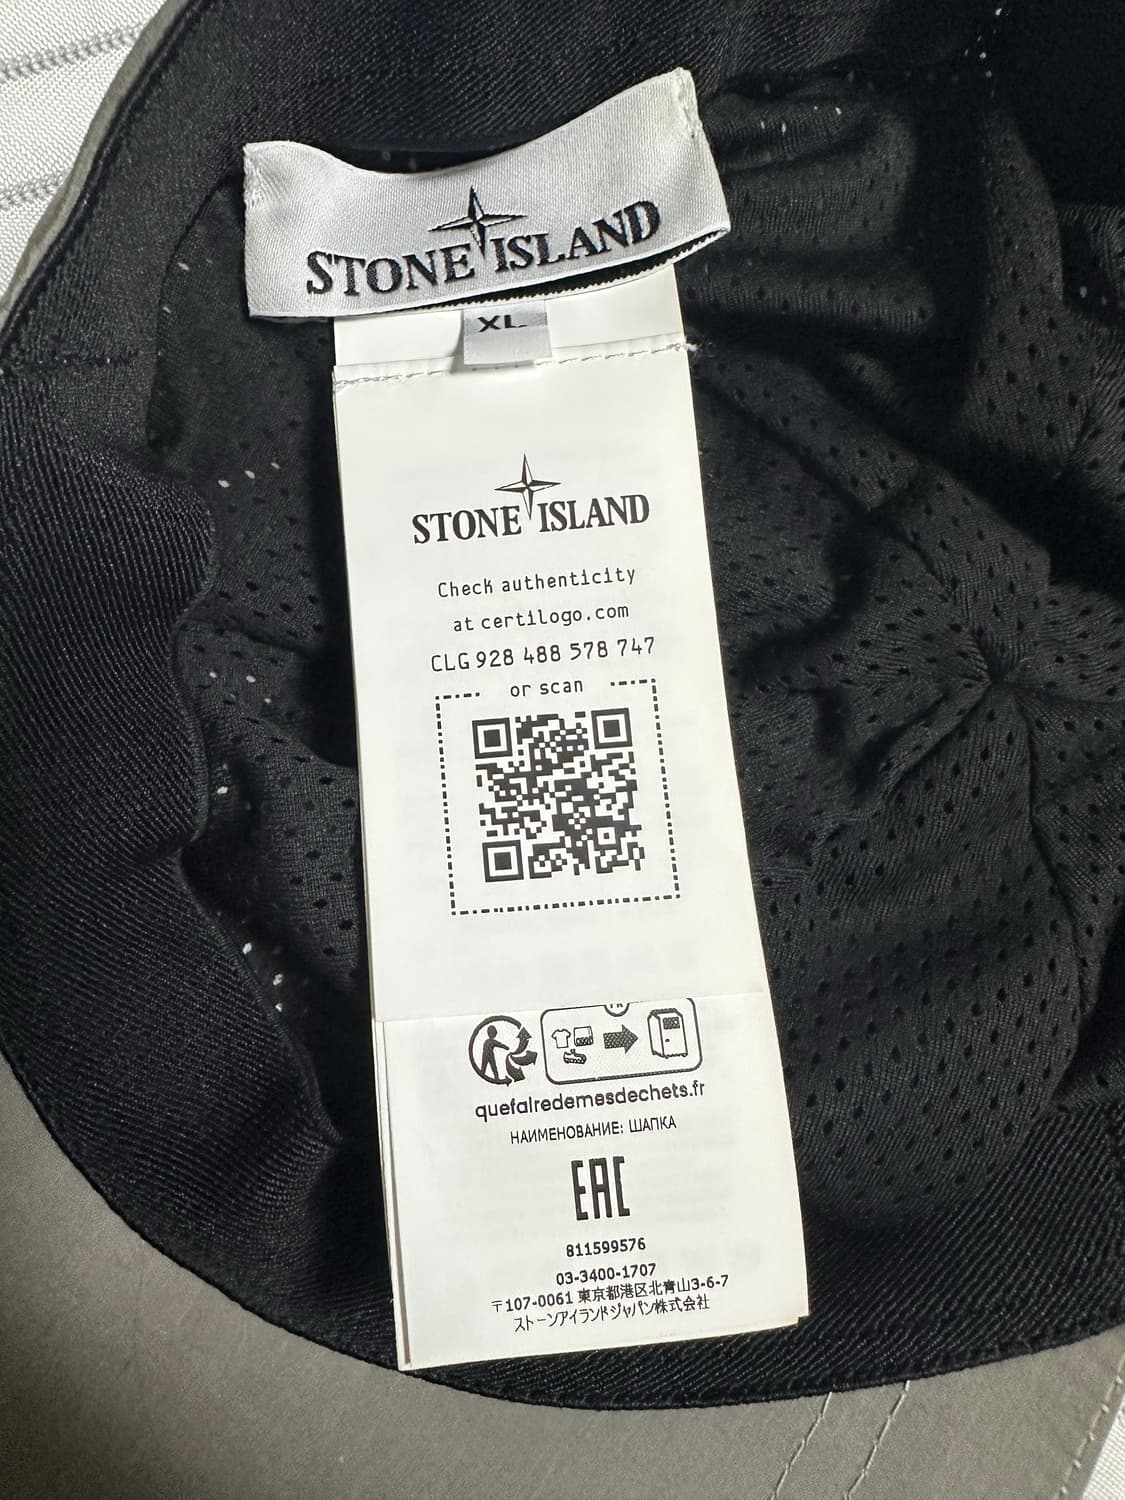 STONE ISLAND
XL
STONE ISLAND
Check authenticity
at certilogo.com
CLG 928 488 578 747
or scan
FR
quefairedemesdechets.fr
НАИМЕНОВАНИЕ: ШАПКА
EAC
811599576
03-3400-1707
〒107-0061 東京都港区北青山3-6-7
ストーンアイランドジャパン株式会社